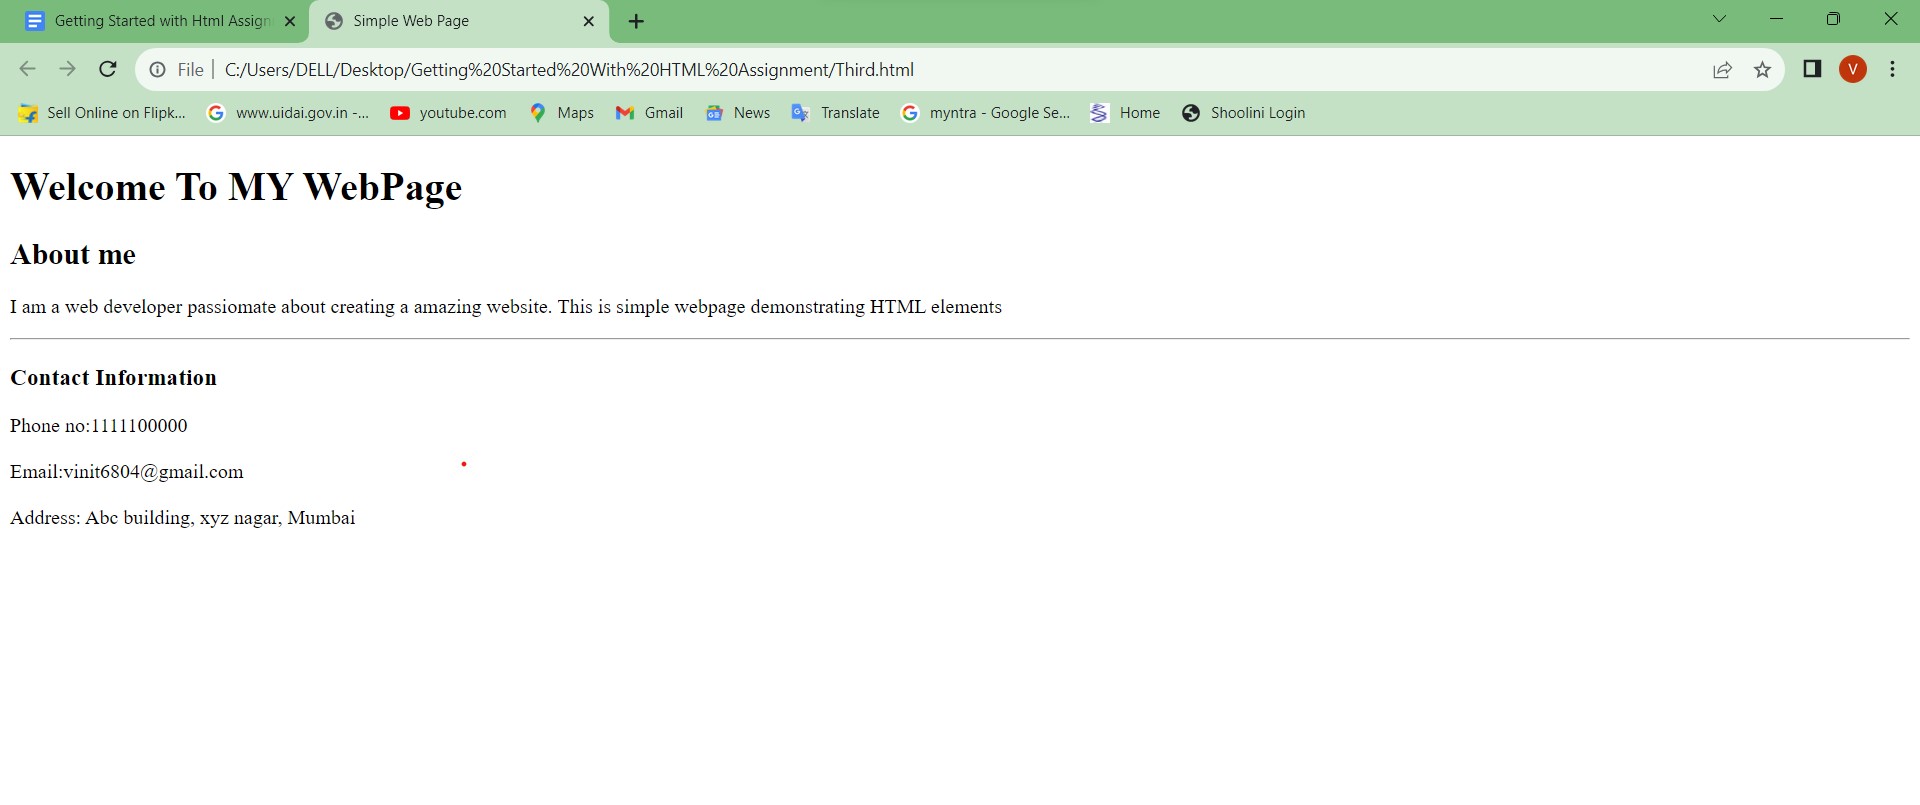 Getting Started with Html Assign
Simple Web Page
File | C:/Users/DELL/Desktop/Getting%20Started%20With%20HTML%20Assignment/Third.html
V
Sell Online on Flipk... www.uidai.gov.in -... youtube.com Maps Gmail News Translate myntra - Google Se... Home Shoolini Login
Welcome To MY WebPage
About me
I am a web developer passiomate about creating a amazing website. This is simple webpage demonstrating HTML elements
Contact Information
Phone no:1111100000
Email:vinit6804@gmail.com
Address: Abc building, xyz nagar, Mumbai